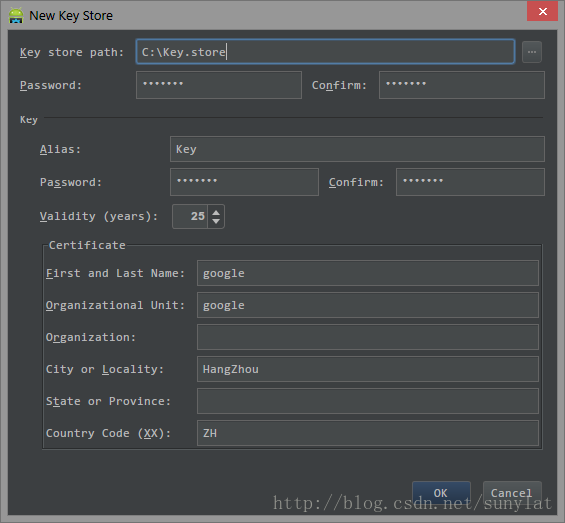 New Key Store
Key store path: C:\Key.store ...
Password: ••••••• Confirm: •••••••
Key
Alias: Key
Password: ••••••• Confirm: •••••••
Validity (years): 25
Certificate
First and Last Name: google
Organizational Unit: google
Organization:
City or Locality: HangZhou
State or Province:
Country Code (XX): ZH
OK Cancel
http://blog.csdn.net/sunylat